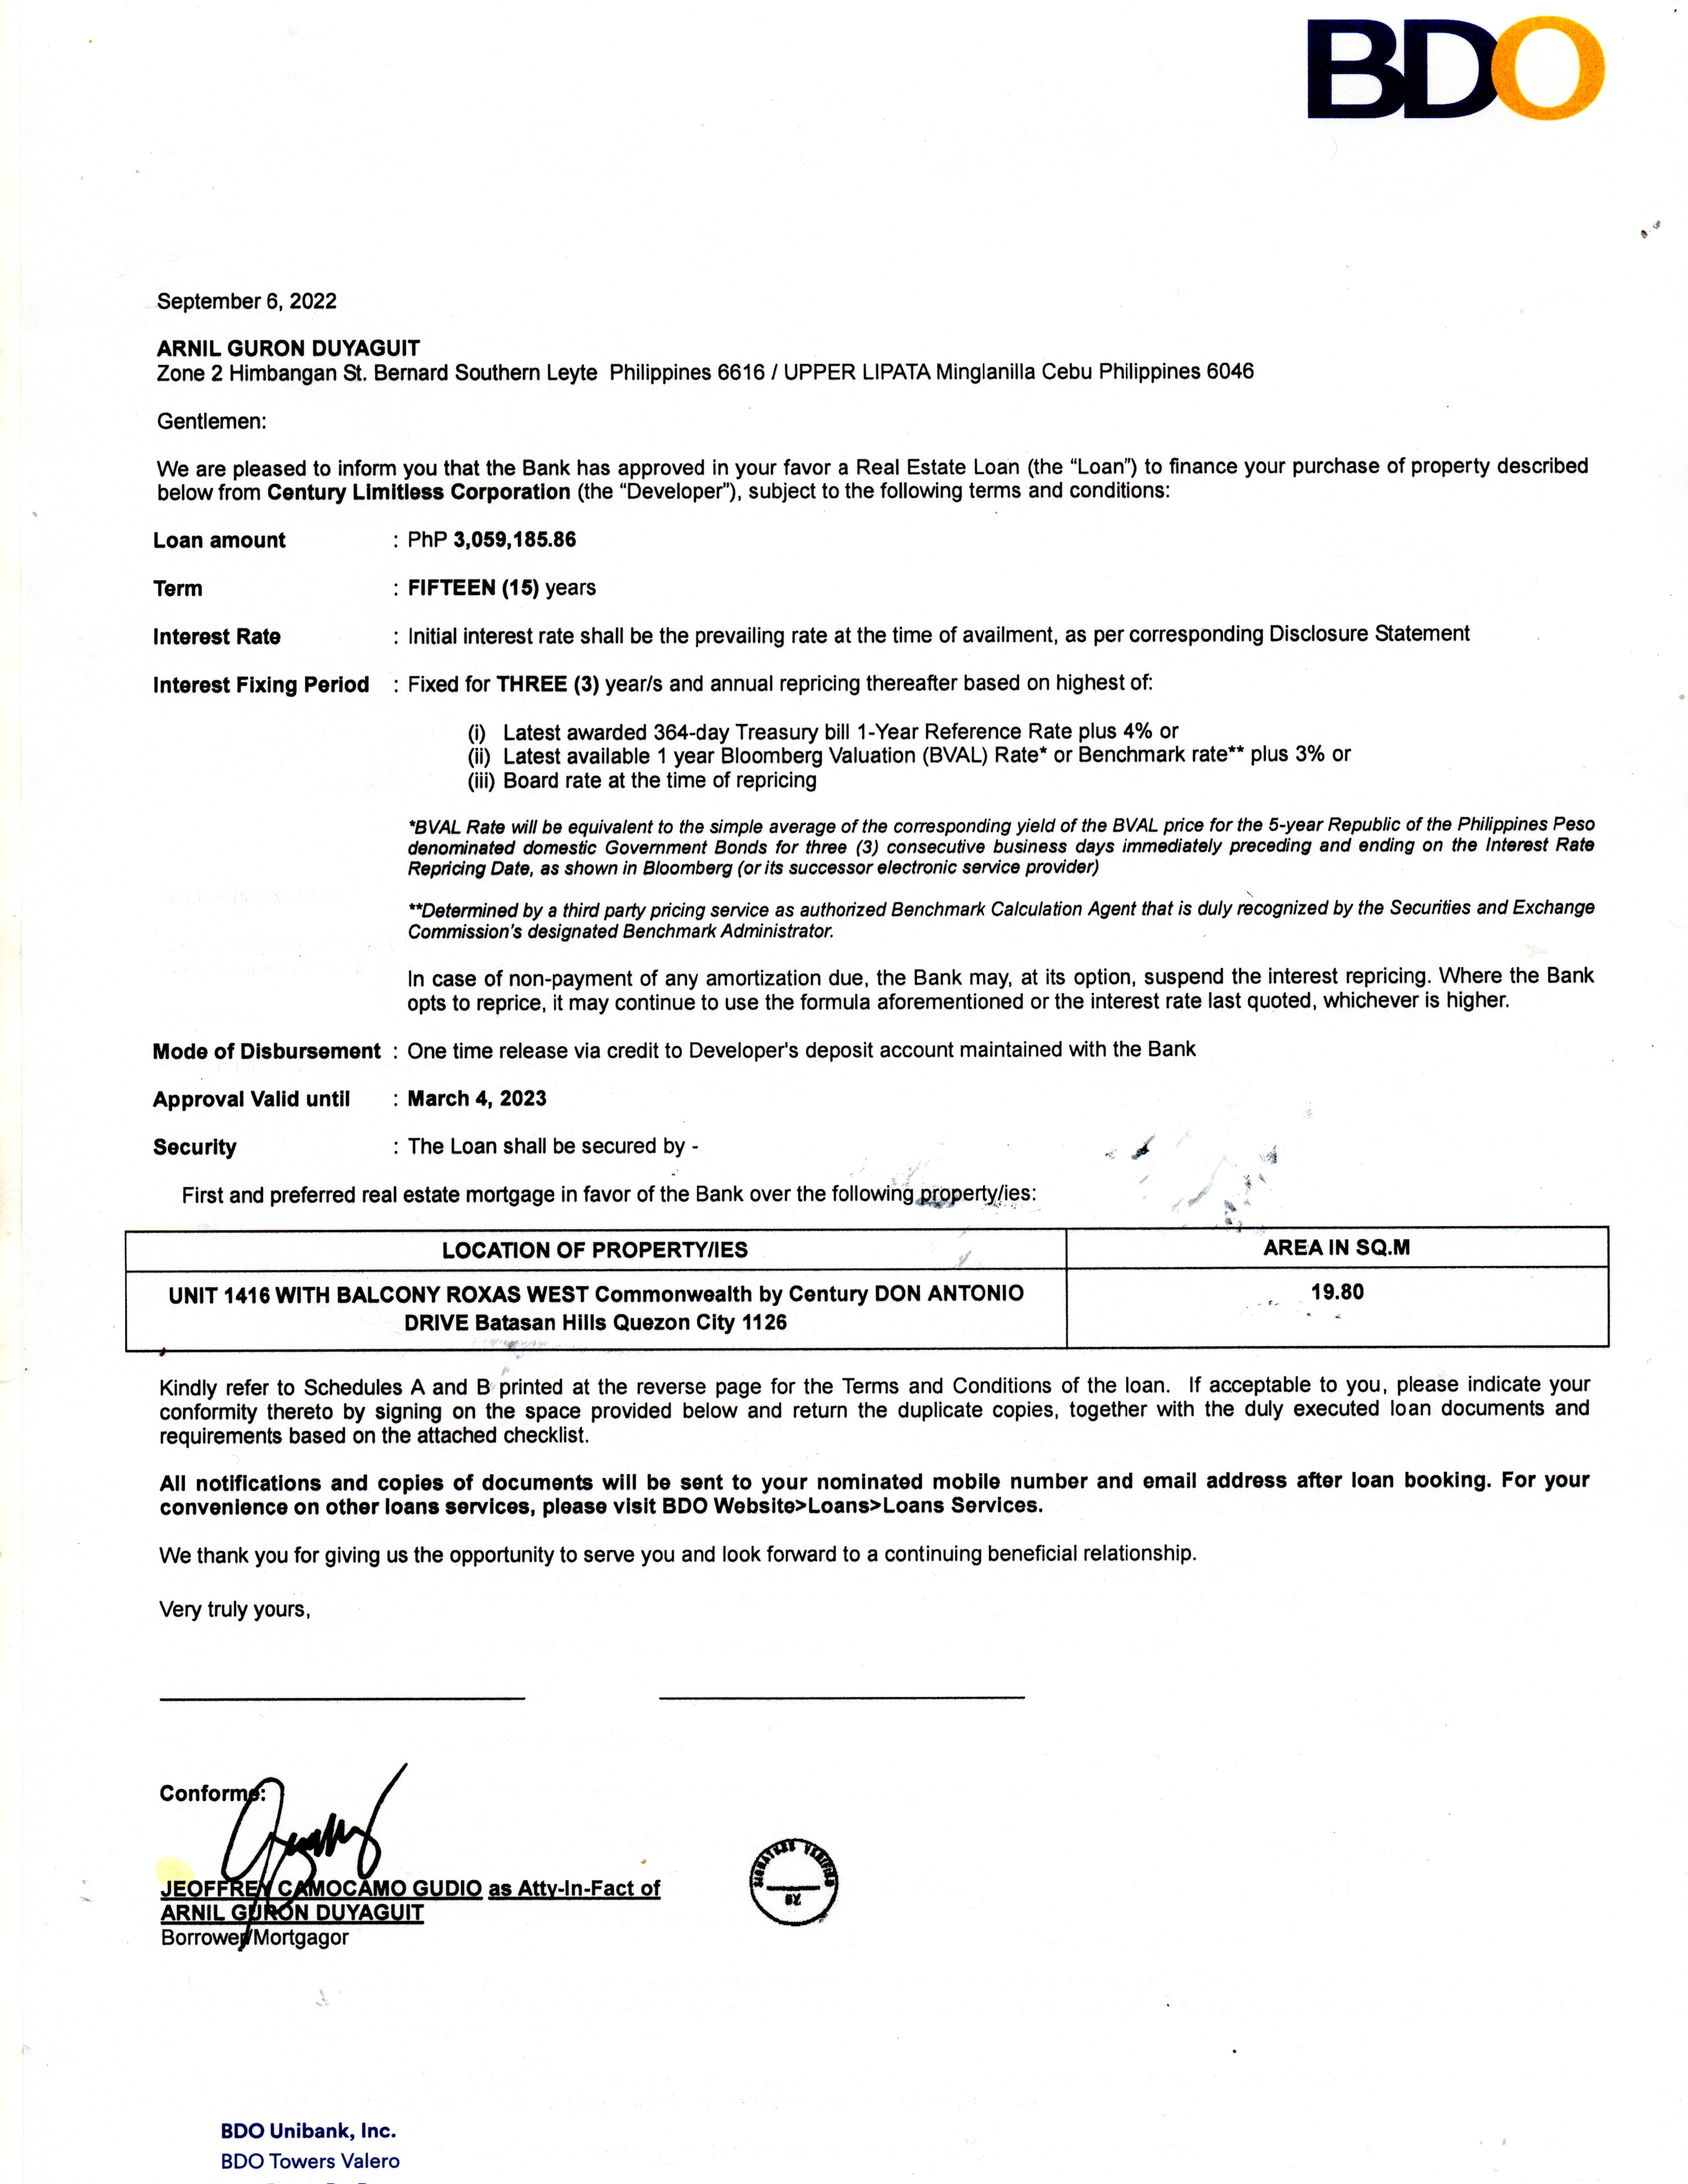 BDO
September 6, 2022
ARNIL GURON DUYAGUIT
Zone 2 Himbangan St. Bernard Southern Leyte Philippines 6616 / UPPER LIPATA Minglanilla Cebu Philippines 6046
Gentlemen:
We are pleased to inform you that the Bank has approved in your favor a Real Estate Loan (the “Loan”) to finance your purchase of property described
below from Century Limitless Corporation (the “Developer”), subject to the following terms and conditions:
Loan amount : PhP 3,059,185.86
Term : FIFTEEN (15) years
Interest Rate : Initial interest rate shall be the prevailing rate at the time of availment, as per corresponding Disclosure Statement
Interest Fixing Period : Fixed for THREE (3) year/s and annual repricing thereafter based on highest of:
(i) Latest awarded 364-day Treasury bill 1-Year Reference Rate plus 4% or
(ii) Latest available 1 year Bloomberg Valuation (BVAL) Rate* or Benchmark rate** plus 3% or
(iii) Board rate at the time of repricing
*BVAL Rate will be equivalent to the simple average of the corresponding yield of the BVAL price for the 5-year Republic of the Philippines Peso
denominated domestic Government Bonds for three (3) consecutive business days immediately preceding and ending on the Interest Rate
Repricing Date, as shown in Bloomberg (or its successor electronic service provider)
**Determined by a third party pricing service as authorized Benchmark Calculation Agent that is duly recognized by the Securities and Exchange
Commission's designated Benchmark Administrator.
In case of non-payment of any amortization due, the Bank may, at its option, suspend the interest repricing. Where the Bank
opts to reprice, it may continue to use the formula aforementioned or the interest rate last quoted, whichever is higher.
Mode of Disbursement : One time release via credit to Developer's deposit account maintained with the Bank
Approval Valid until : March 4, 2023
Security : The Loan shall be secured by -
First and preferred real estate mortgage in favor of the Bank over the following property/ies:
LOCATION OF PROPERTY/IES AREA IN SQ.M
UNIT 1416 WITH BALCONY ROXAS WEST Commonwealth by Century DON ANTONIO 19.80
DRIVE Batasan Hills Quezon City 1126
Kindly refer to Schedules A and B printed at the reverse page for the Terms and Conditions of the loan. If acceptable to you, please indicate your
conformity thereto by signing on the space provided below and return the duplicate copies, together with the duly executed loan documents and
requirements based on the attached checklist.
All notifications and copies of documents will be sent to your nominated mobile number and email address after loan booking. For your
convenience on other loans services, please visit BDO Website>Loans>Loans Services.
We thank you for giving us the opportunity to serve you and look forward to a continuing beneficial relationship.
Very truly yours,
Conforme:
JEOFFREY CAMOCAMO GUDIO as Atty-In-Fact of
ARNIL GURON DUYAGUIT
Borrower/Mortgagor
SIGNATURE VERIFIED
BDO Unibank, Inc.
BDO Towers Valero